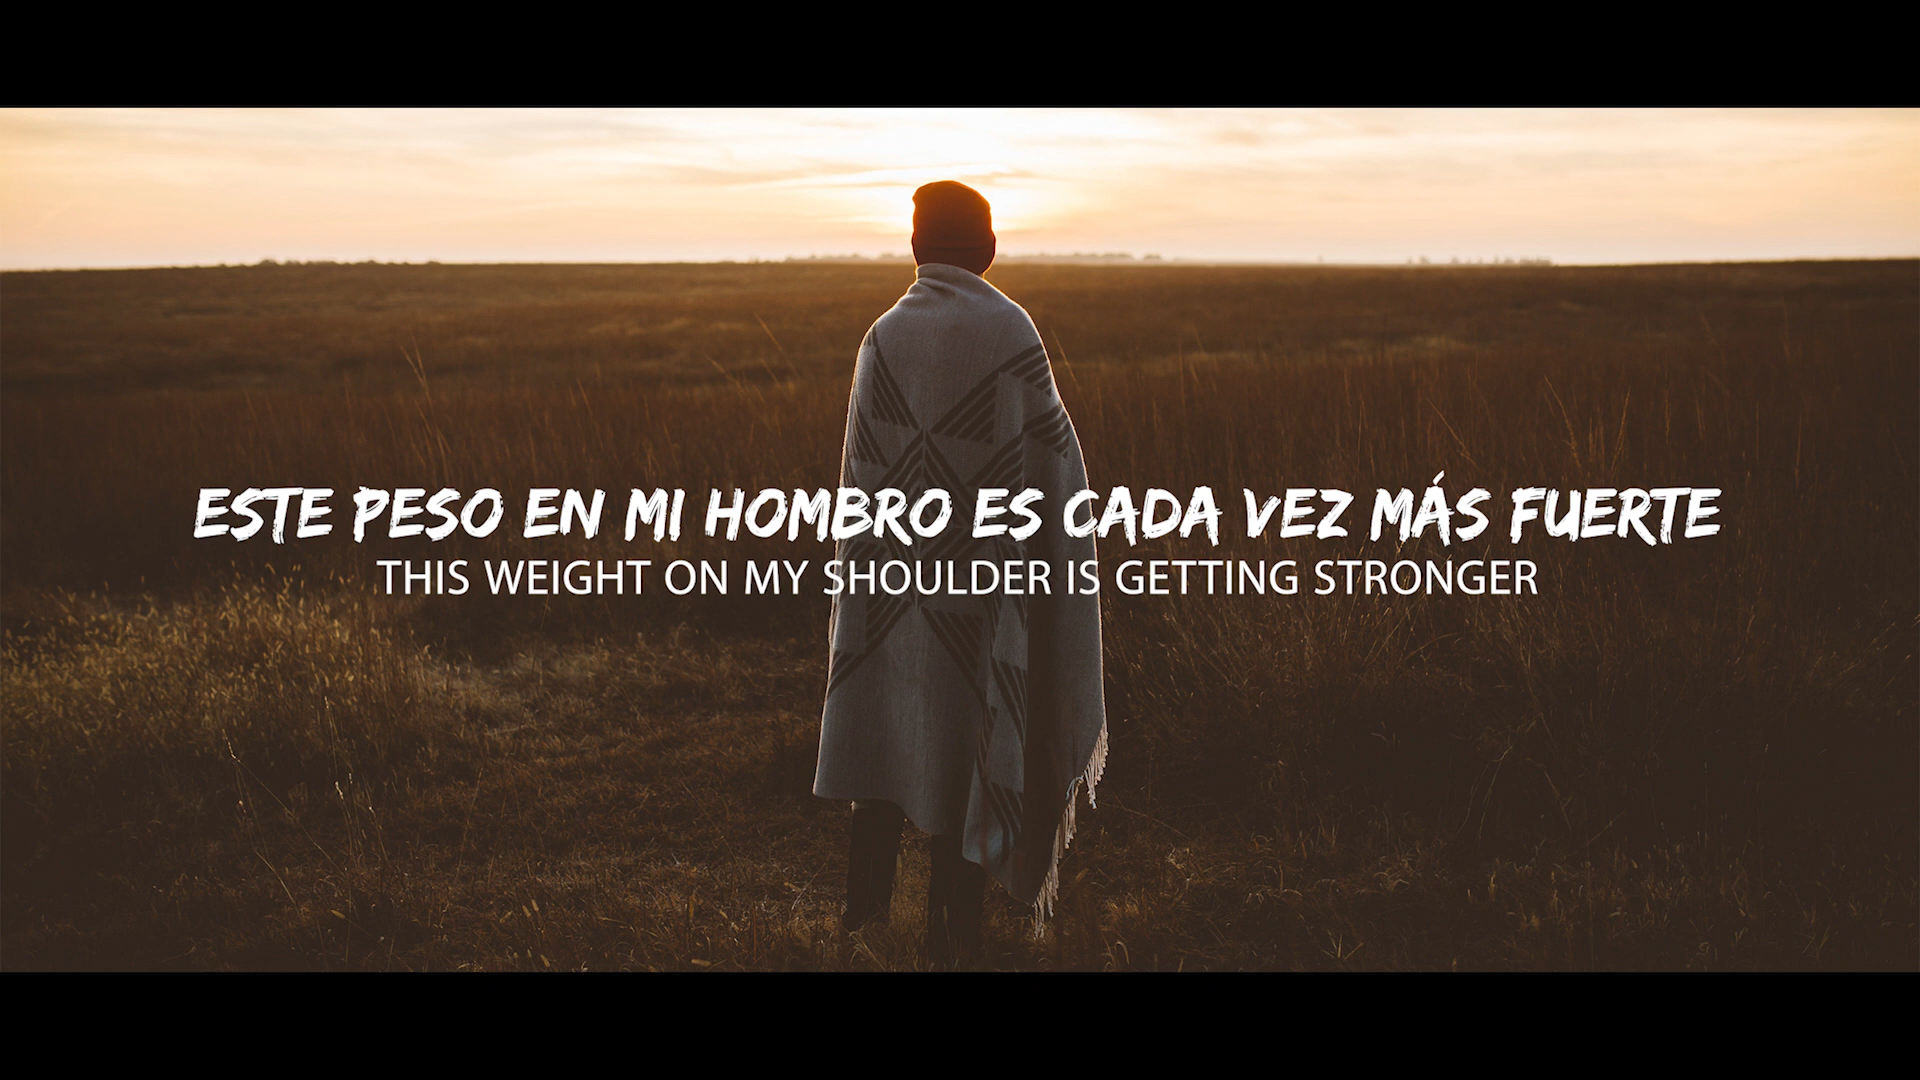 ESTE PESO EN MI HOMBRO ES CADA VEZ MÁS FUERTE
THIS WEIGHT ON MY SHOULDER IS GETTING STRONGER